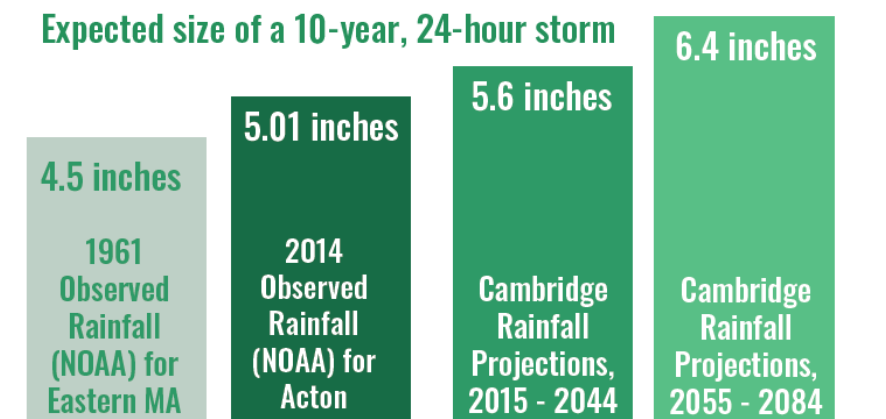 Expected size of a 10-year, 24-hour storm
4.5 inches
1961
Observed
Rainfall
(NOAA) for
Eastern MA
5.01 inches
2014
Observed
Rainfall
(NOAA) for
Acton
5.6 inches
Cambridge
Rainfall
Projections,
2015 - 2044
6.4 inches
Cambridge
Rainfall
Projections,
2055 - 2084